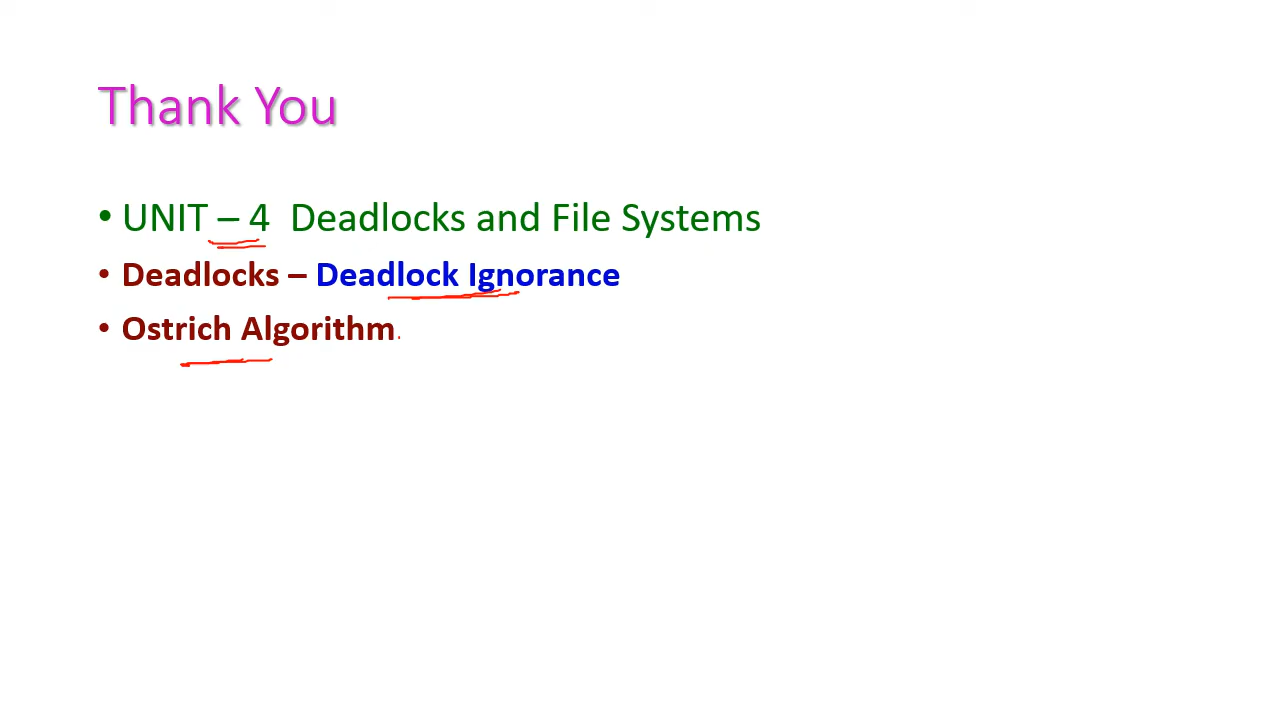 Thank You
• UNIT – 4 Deadlocks and File Systems
• Deadlocks – Deadlock Ignorance
• Ostrich Algorithm